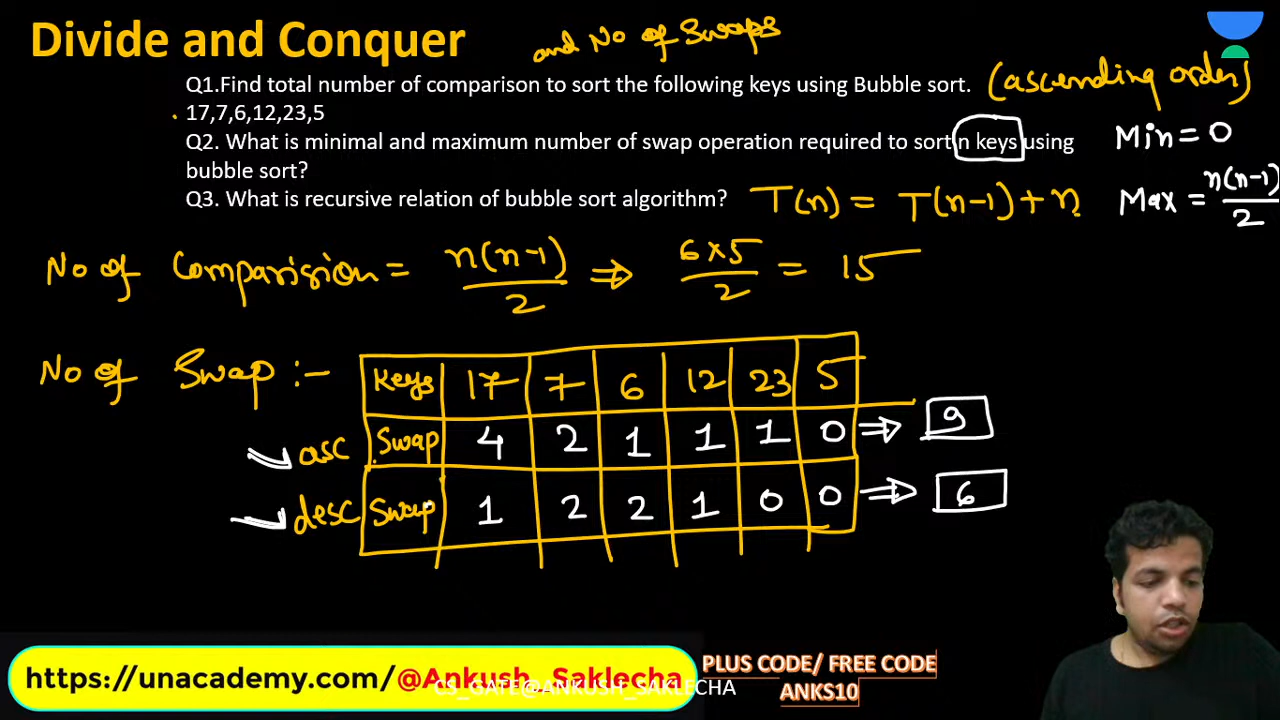 Divide and Conquer
and No of Swaps
Q1.Find total number of comparison to sort the following keys using Bubble sort. (ascending order)
17,7,6,12,23,5
Q2. What is minimal and maximum number of swap operation required to sort n keys using Min = 0
bubble sort?
Q3. What is recursive relation of bubble sort algorithm? T(n) = T(n-1)+n Max = n(n-1)/2
No of Comparision = n(n-1)/2 ⇒ 6×5/2 = 15
No of Swap :- Keys 17 7 6 12 23 5
asc Swap 4 2 1 1 1 0 ⇒ 9
desc Swap 1 2 2 1 0 0 ⇒ 6
https://unacademy.com/@Ankush_Saklecha
PLUS CODE/ FREE CODE
ANKS10
CS_GATE@ANKUSH_SAKLECHA